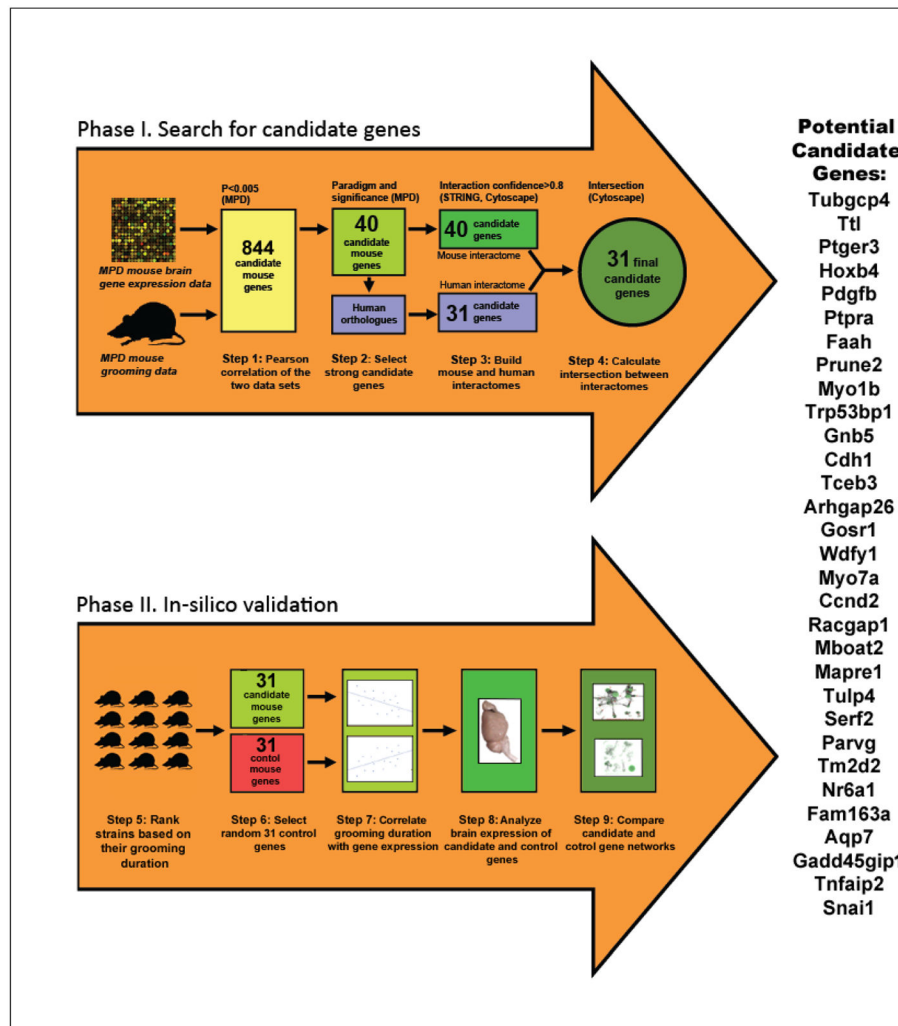 Phase I. Search for candidate genes
P<0.005
(MPD)
844
candidate
mouse
genes
MPD mouse brain
gene expression data
MPD mouse
grooming data
Step 1: Pearson
correlation of the
two data sets
Paradigm and
significance (MPD)
40
candidate
mouse
genes
Human
orthologues
Step 2: Select
strong candidate
genes
Interaction confidence>0.8
(STRING, Cytoscape)
40 candidate
genes
Mouse interactome
Human interactome
31 candidate
genes
Step 3: Build
mouse and human
interactomes
Intersection
(Cytoscape)
31 final
candidate
genes
Step 4: Calculate
intersection between
interactomes
Phase II. In-silico validation
Step 5: Rank
strains based on
their grooming
duration
31
candidate
mouse
genes
31
contol
mouse
genes
Step 6: Select
random 31 control
genes
Step 7: Correlate
grooming duration
with gene expression
Step 8: Analyze
brain expression of
candidate and control
genes
Step 9: Compare
candidate and
cotrol gene networks
Potential
Candidate
Genes:
Tubgcp4
Ttl
Ptger3
Hoxb4
Pdgfb
Ptpra
Faah
Prune2
Myo1b
Trp53bp1
Gnb5
Cdh1
Tceb3
Arhgap26
Gosr1
Wdfy1
Myo7a
Ccnd2
Racgap1
Mboat2
Mapre1
Tulp4
Serf2
Parvg
Tm2d2
Nr6a1
Fam163a
Aqp7
Gadd45gip1
Tnfaip2
Snai1